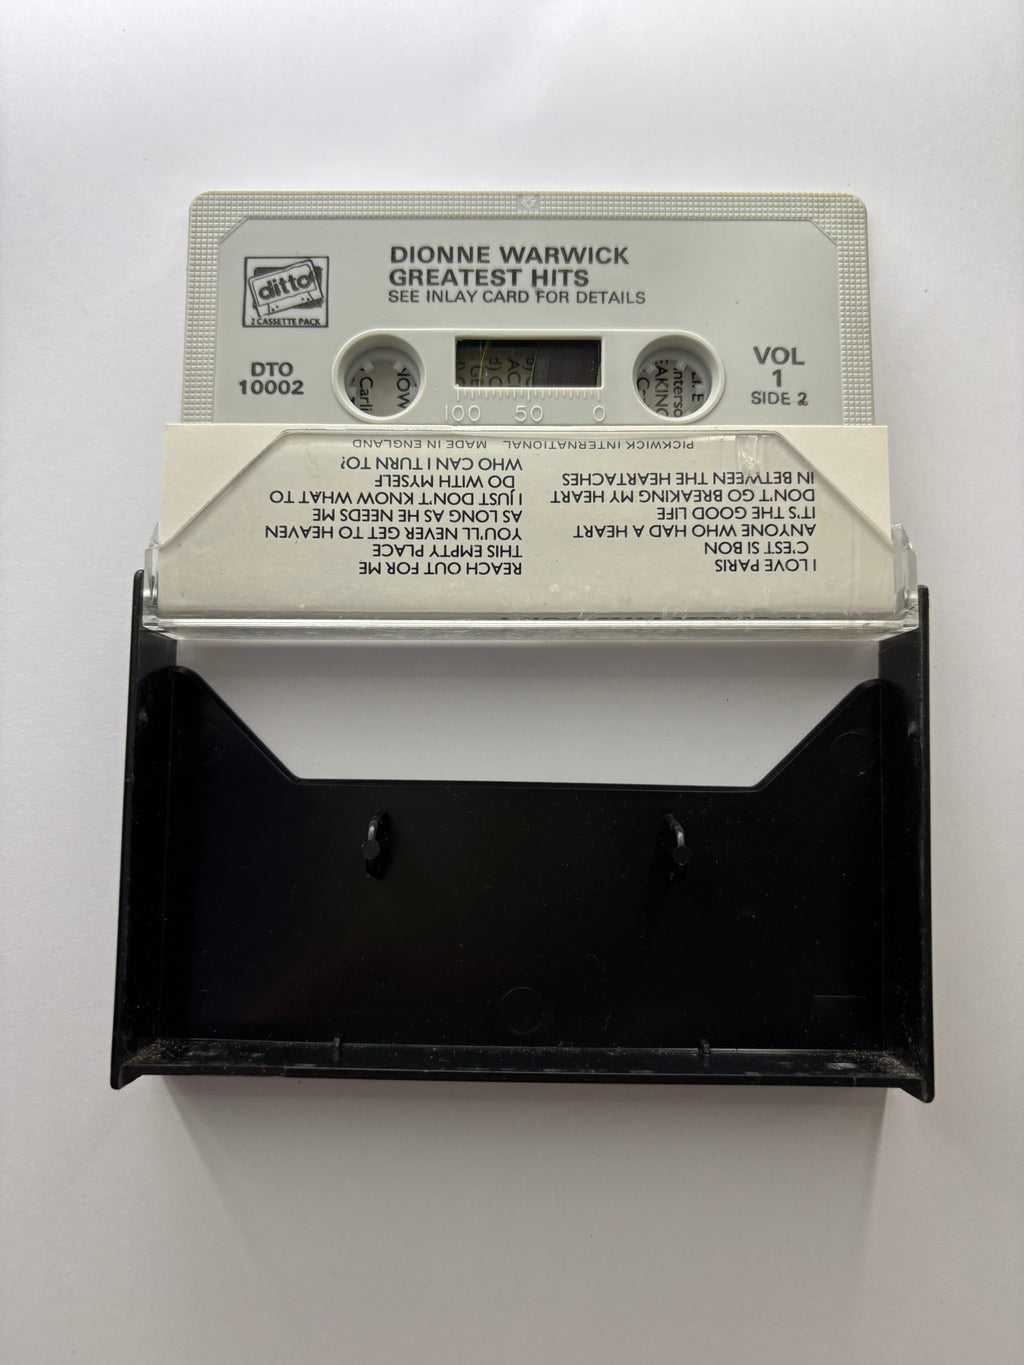 DIONNE WARWICK
GREATEST HITS
SEE INLAY CARD FOR DETAILS
ditto
2 CASSETTE PACK
DTO
10002
VOL
1
SIDE 2
100 50 0
I LOVE PARIS
C'EST SI BON
ANYONE WHO HAD A HEART
IT'S THE GOOD LIFE
DON'T GO BREAKING MY HEART
IN BETWEEN THE HEARTACHES
REACH OUT FOR ME
THIS EMPTY PLACE
YOU'LL NEVER GET TO HEAVEN
AS LONG AS HE NEEDS ME
I JUST DON'T KNOW WHAT TO
DO WITH MYSELF
WHO CAN I TURN TO?
PICKWICK INTERNATIONAL MADE IN ENGLAND